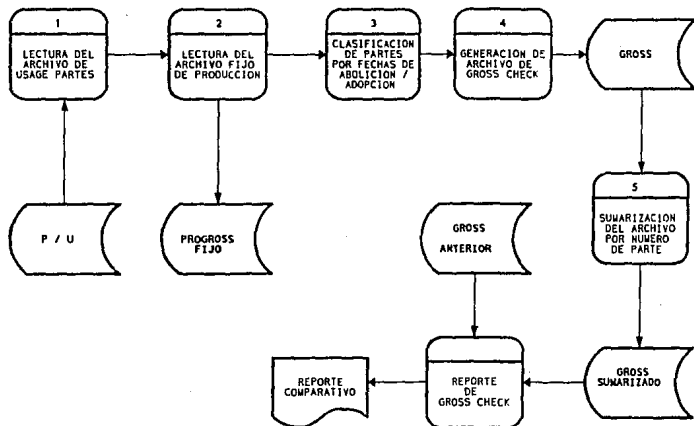 1
LECTURA DEL
ARCHIVO DE
USAGE PARTES
2
LECTURA DEL
ARCHIVO FIJO
DE PRODUCCION
3
CLASIFICACION
DE PARTES
POR FECHAS DE
ABOLICION /
ADOPCION
4
GENERACION DE
ARCHIVO DE
GROSS CHECK
GROSS
P / U
PROGROSS
FIJO
GROSS
ANTERIOR
5
SUMARIZACION
DEL ARCHIVO
POR NUMERO
DE PARTE
REPORTE
COMPARATIVO
REPORTE
DE
GROSS CHECK
GROSS
SUMARIZADO